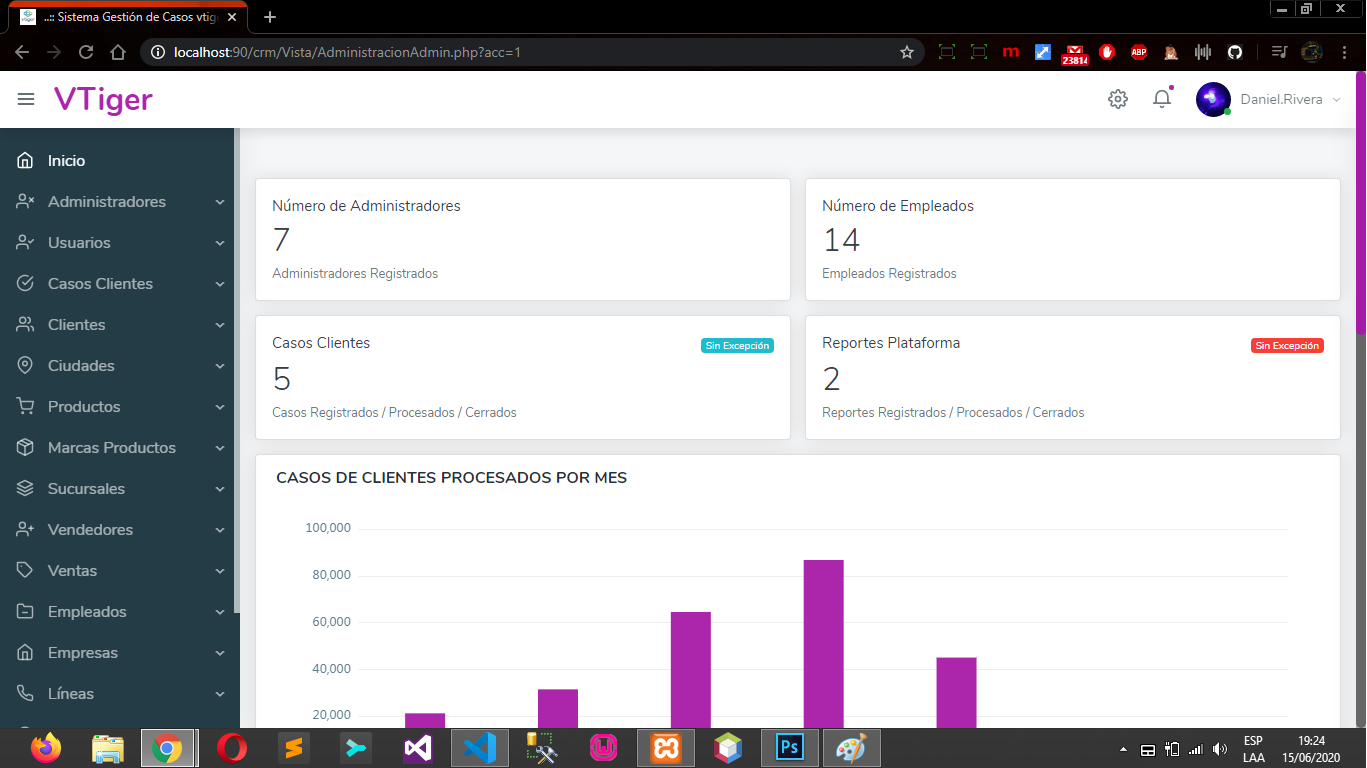 ..:: Sistema Gestión de Casos vtig
localhost:90/crm/Vista/AdministracionAdmin.php?acc=1
m
23814
ABP
VTiger
Daniel.Rivera
Inicio
Administradores
Usuarios
Casos Clientes
Clientes
Ciudades
Productos
Marcas Productos
Sucursales
Vendedores
Ventas
Empleados
Empresas
Líneas
Número de Administradores
7
Administradores Registrados
Número de Empleados
14
Empleados Registrados
Casos Clientes
Sin Excepción
5
Casos Registrados / Procesados / Cerrados
Reportes Plataforma
Sin Excepción
2
Reportes Registrados / Procesados / Cerrados
CASOS DE CLIENTES PROCESADOS POR MES
100,000
80,000
60,000
40,000
20,000
Ps
ESP
LAA
19:24
15/06/2020